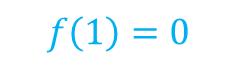 f(1) = 0